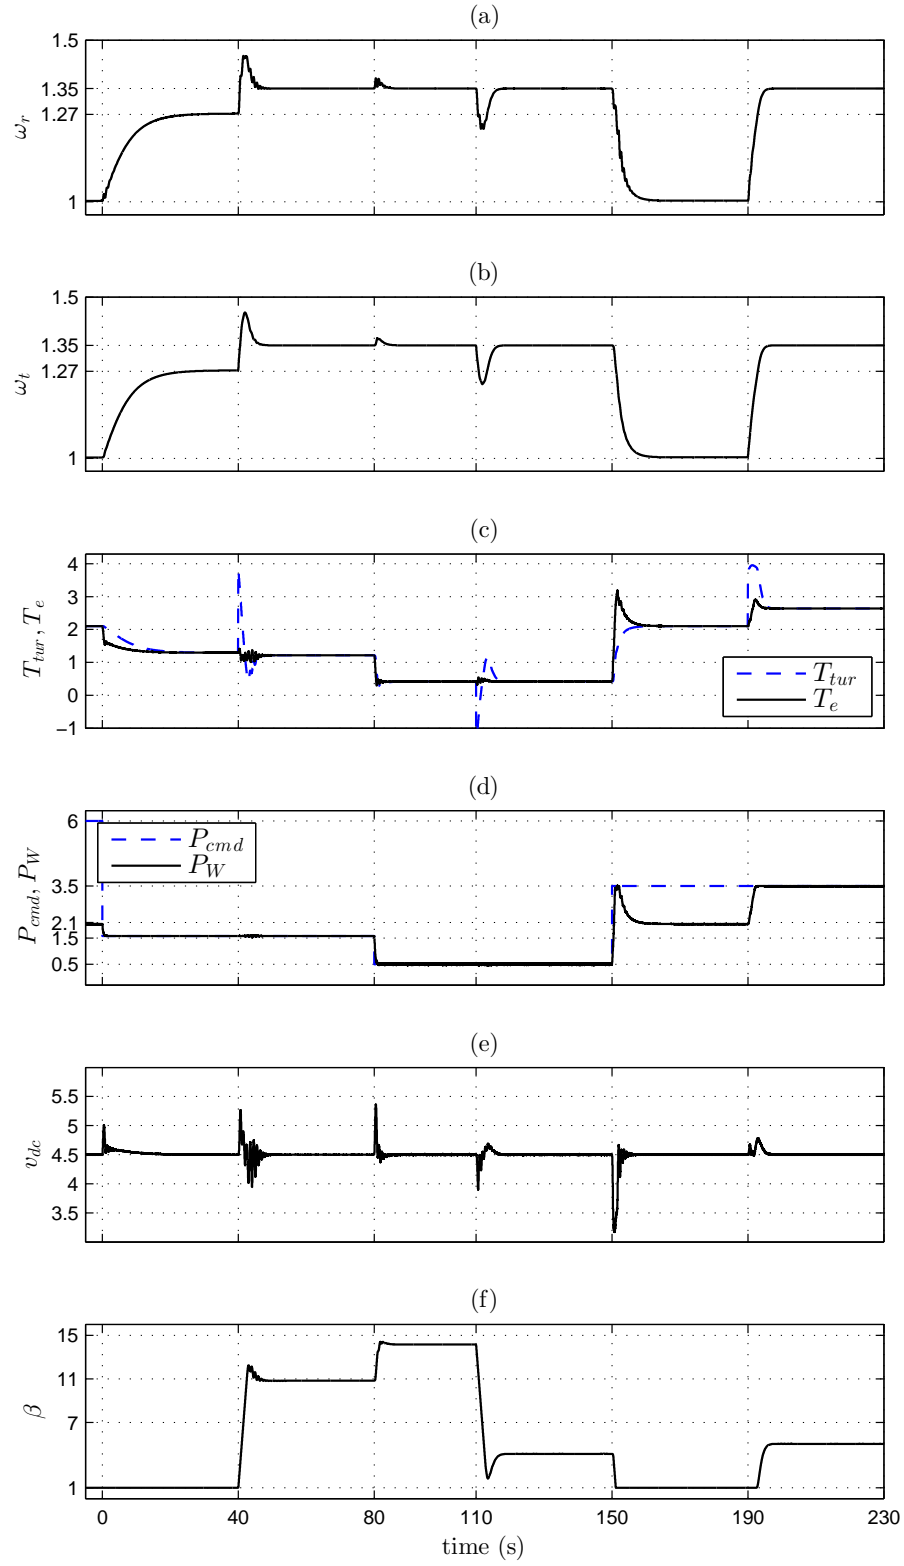 (a)
1.5
1.35
1.27
1
ω_r
(b)
1.5
1.35
1.27
1
ω_t
(c)
4
3
2
1
0
−1
T_tur, T_e
T_tur
T_e
(d)
6
3.5
2.1
1.5
0.5
P_cmd, P_W
P_cmd
P_W
(e)
5.5
5
4.5
4
3.5
v_dc
(f)
15
11
7
1
β
0 40 80 110 150 190 230
time (s)